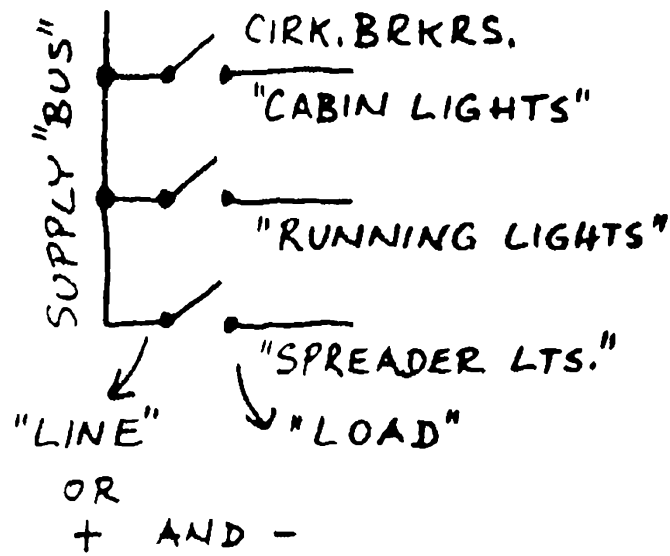 SUPPLY "BUS"
CIRK. BRKRS.
"CABIN LIGHTS"
"RUNNING LIGHTS"
"SPREADER LTS."
"LINE"
"LOAD"
OR
+ AND -